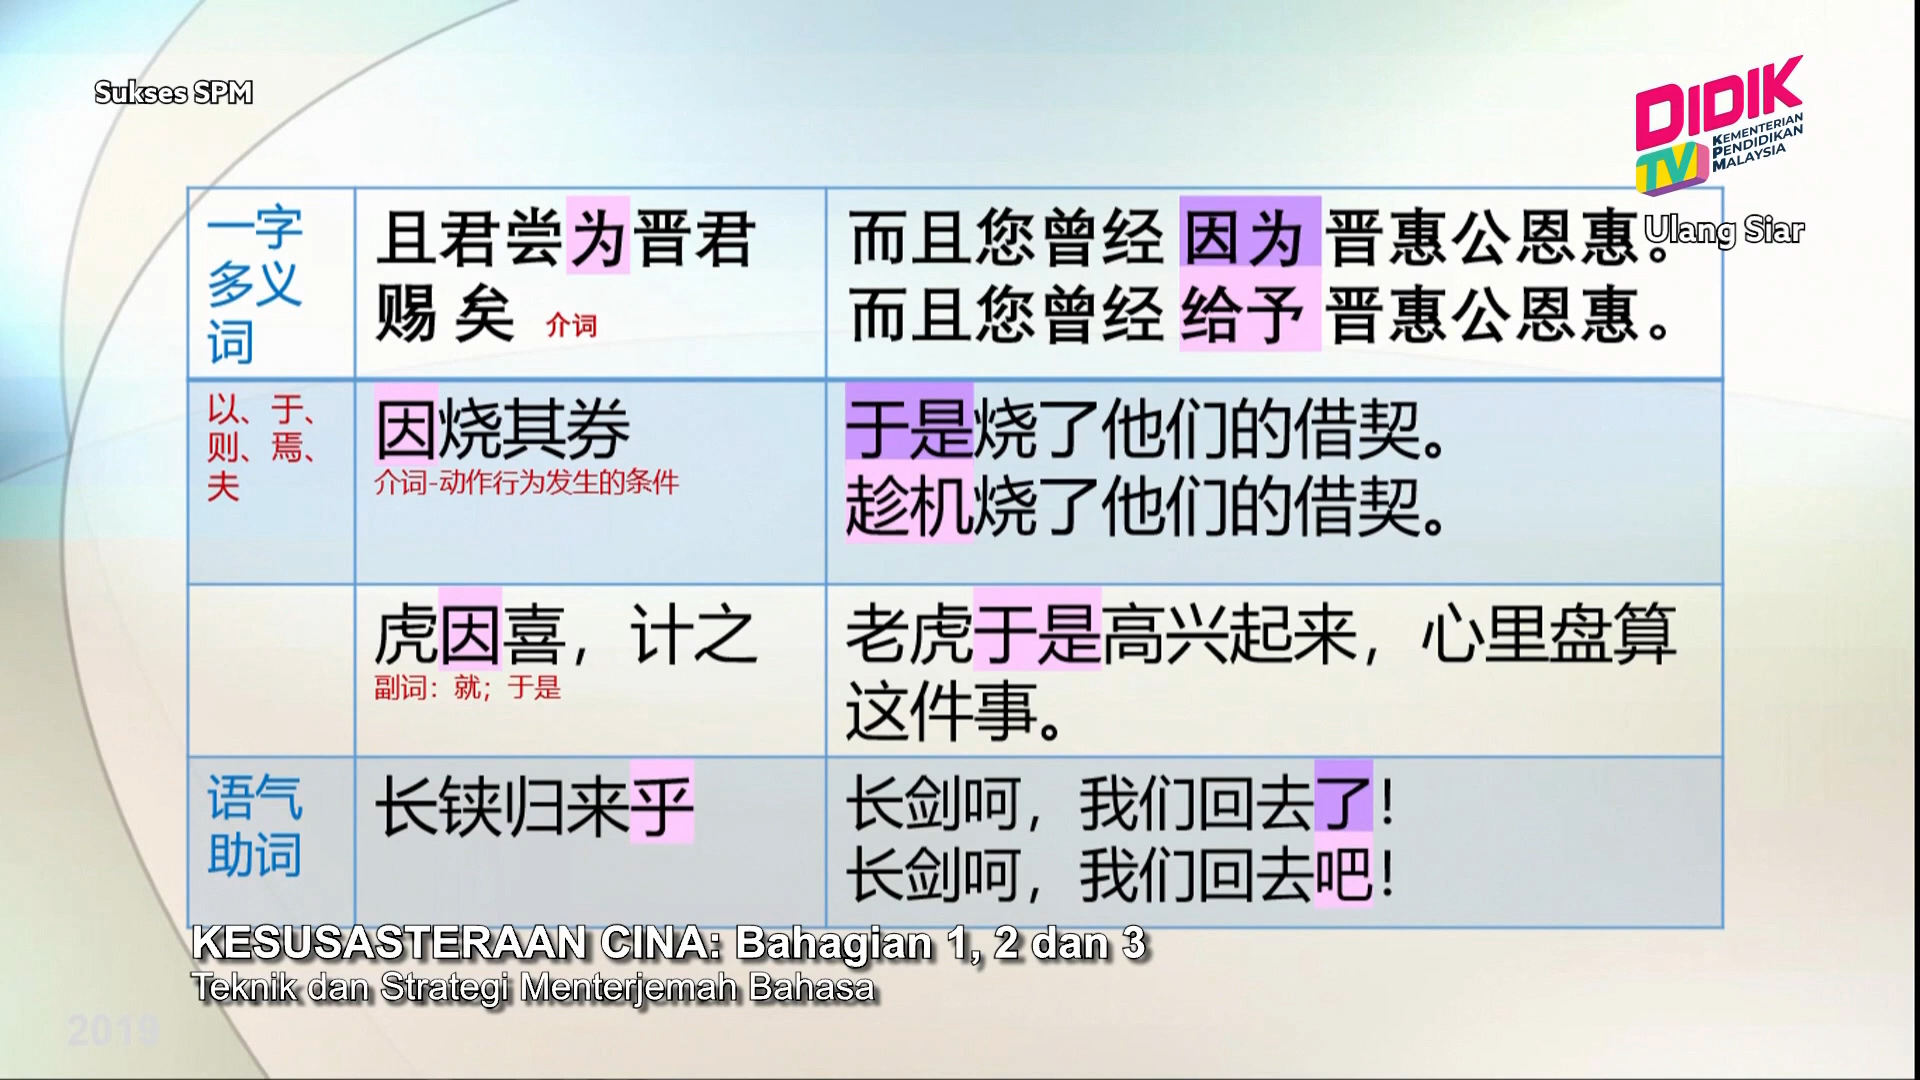 Sukses SPM
DIDIK
TV
KEMENTERIAN
PENDIDIKAN
MALAYSIA
Ulang Siar
一字
多义
词
且君尝为晋君
赐矣 介词
而且您曾经因为晋惠公恩惠。
而且您曾经给予晋惠公恩惠。
以、于、
则、焉、
夫
因烧其券
介词-动作行为发生的条件
于是烧了他们的借契。
趁机烧了他们的借契。
虎因喜，计之
副词：就；于是
老虎于是高兴起来，心里盘算
这件事。
语气
助词
长铗归来乎
长剑呵，我们回去了！
长剑呵，我们回去吧！
KESUSASTERAAN CINA: Bahagian 1, 2 dan 3
Teknik dan Strategi Menterjemah Bahasa
2018